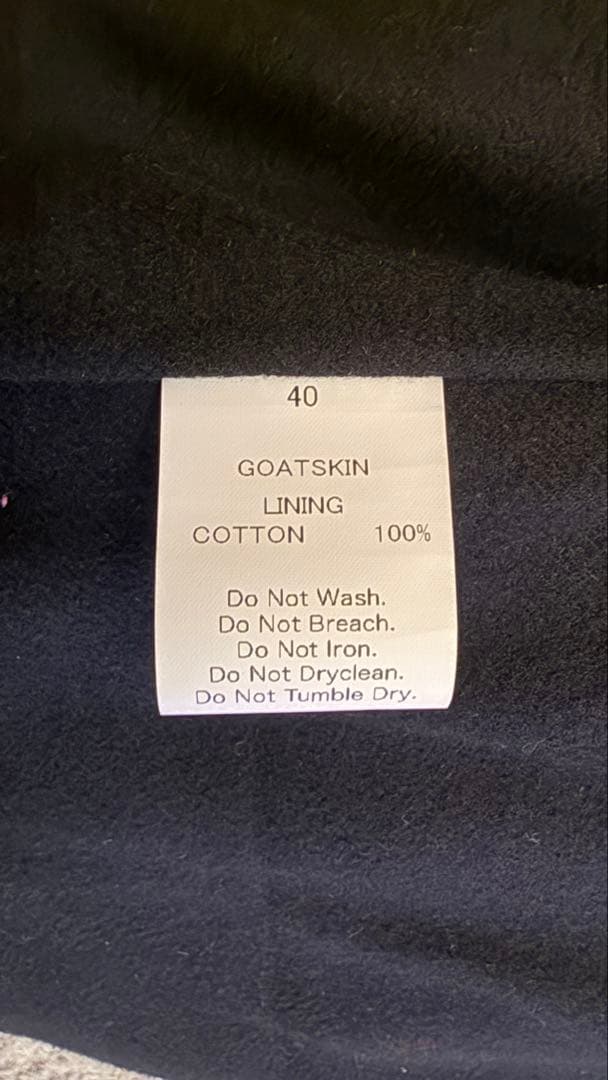 40
GOATSKIN
LINING
COTTON 100%
Do Not Wash.
Do Not Breach.
Do Not Iron.
Do Not Dryclean.
Do Not Tumble Dry.